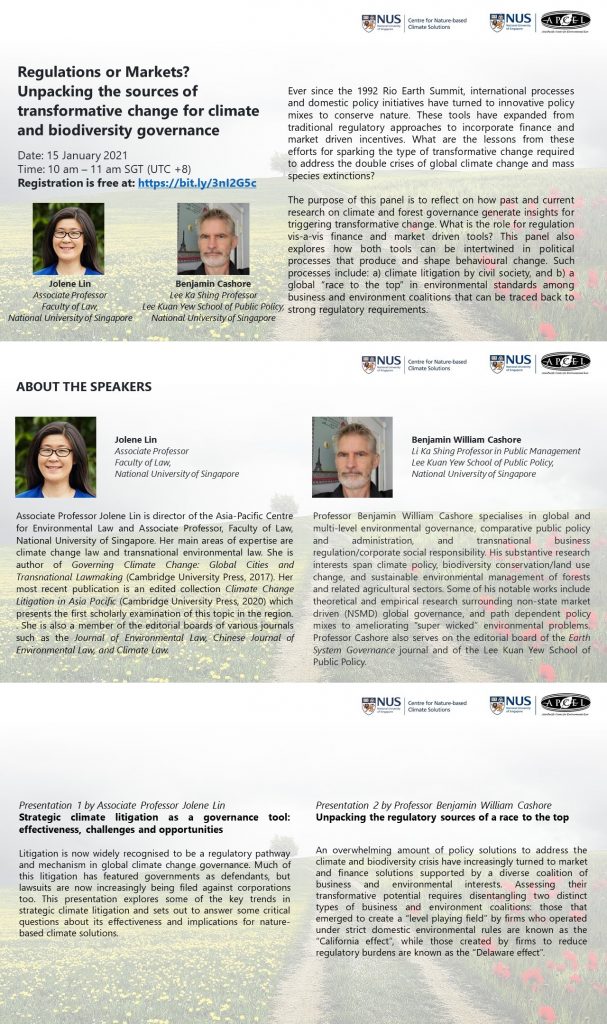 NUS
National University
of Singapore
Centre for Nature-based
Climate Solutions
NUS
National University
of Singapore
APCEL
Asia-Pacific Centre for Environmental Law
Regulations or Markets?
Unpacking the sources of
transformative change for climate
and biodiversity governance
Date: 15 January 2021
Time: 10 am – 11 am SGT (UTC +8)
Registration is free at: https://bit.ly/3nI2G5c
Jolene Lin
Associate Professor
Faculty of Law,
National University of Singapore
Benjamin Cashore
Lee Ka Shing Professor
Lee Kuan Yew School of Public Policy,
National University of Singapore
Ever since the 1992 Rio Earth Summit, international processes
and domestic policy initiatives have turned to innovative policy
mixes to conserve nature. These tools have expanded from
traditional regulatory approaches to incorporate finance and
market driven incentives. What are the lessons from these
efforts for sparking the type of transformative change required
to address the double crises of global climate change and mass
species extinctions?
The purpose of this panel is to reflect on how past and current
research on climate and forest governance generate insights for
triggering transformative change. What is the role for regulation
vis-a-vis finance and market driven tools? This panel also
explores how both tools can be intertwined in political
processes that produce and shape behavioural change. Such
processes include: a) climate litigation by civil society, and b) a
global “race to the top” in environmental standards among
business and environment coalitions that can be traced back to
strong regulatory requirements.
NUS
National University
of Singapore
Centre for Nature-based
Climate Solutions
NUS
National University
of Singapore
APCEL
Asia-Pacific Centre for Environmental Law
ABOUT THE SPEAKERS
Jolene Lin
Associate Professor
Faculty of Law,
National University of Singapore
Associate Professor Jolene Lin is director of the Asia-Pacific Centre
for Environmental Law and Associate Professor, Faculty of Law,
National University of Singapore. Her main areas of expertise are
climate change law and transnational environmental law. She is
author of Governing Climate Change: Global Cities and
Transnational Lawmaking (Cambridge University Press, 2017). Her
most recent publication is an edited collection Climate Change
Litigation in Asia Pacific (Cambridge University Press, 2020) which
presents the first scholarly examination of this topic in the region.
. She is also a member of the editorial boards of various journals
such as the Journal of Environmental Law, Chinese Journal of
Environmental Law, and Climate Law.
Benjamin William Cashore
Li Ka Shing Professor in Public Management
Lee Kuan Yew School of Public Policy,
National University of Singapore
Professor Benjamin William Cashore specialises in global and
multi-level environmental governance, comparative public policy
and administration, and transnational business
regulation/corporate social responsibility. His substantive research
interests span climate policy, biodiversity conservation/land use
change, and sustainable environmental management of forests
and related agricultural sectors. Some of his notable works include
theoretical and empirical research surrounding non-state market
driven (NSMD) global governance, and path dependent policy
mixes to ameliorating “super wicked” environmental problems.
Professor Cashore also serves on the editorial board of the Earth
System Governance journal and of the Lee Kuan Yew School of
Public Policy.
NUS
National University
of Singapore
Centre for Nature-based
Climate Solutions
NUS
National University
of Singapore
APCEL
Asia-Pacific Centre for Environmental Law
Presentation 1 by Associate Professor Jolene Lin
Strategic climate litigation as a governance tool:
effectiveness, challenges and opportunities
Litigation is now widely recognised to be a regulatory pathway
and mechanism in global climate change governance. Much of
this litigation has featured governments as defendants, but
lawsuits are now increasingly being filed against corporations
too. This presentation explores some of the key trends in
strategic climate litigation and sets out to answer some critical
questions about its effectiveness and implications for nature-
based climate solutions.
Presentation 2 by Professor Benjamin William Cashore
Unpacking the regulatory sources of a race to the top
An overwhelming amount of policy solutions to address the
climate and biodiversity crisis have increasingly turned to market
and finance solutions supported by a diverse coalition of
business and environmental interests. Assessing their
transformative potential requires disentangling two distinct
types of business and environment coalitions: those that
emerged to create a “level playing field” by firms who operated
under strict domestic environmental rules are known as the
“California effect”, while those created by firms to reduce
regulatory burdens are known as the “Delaware effect”.